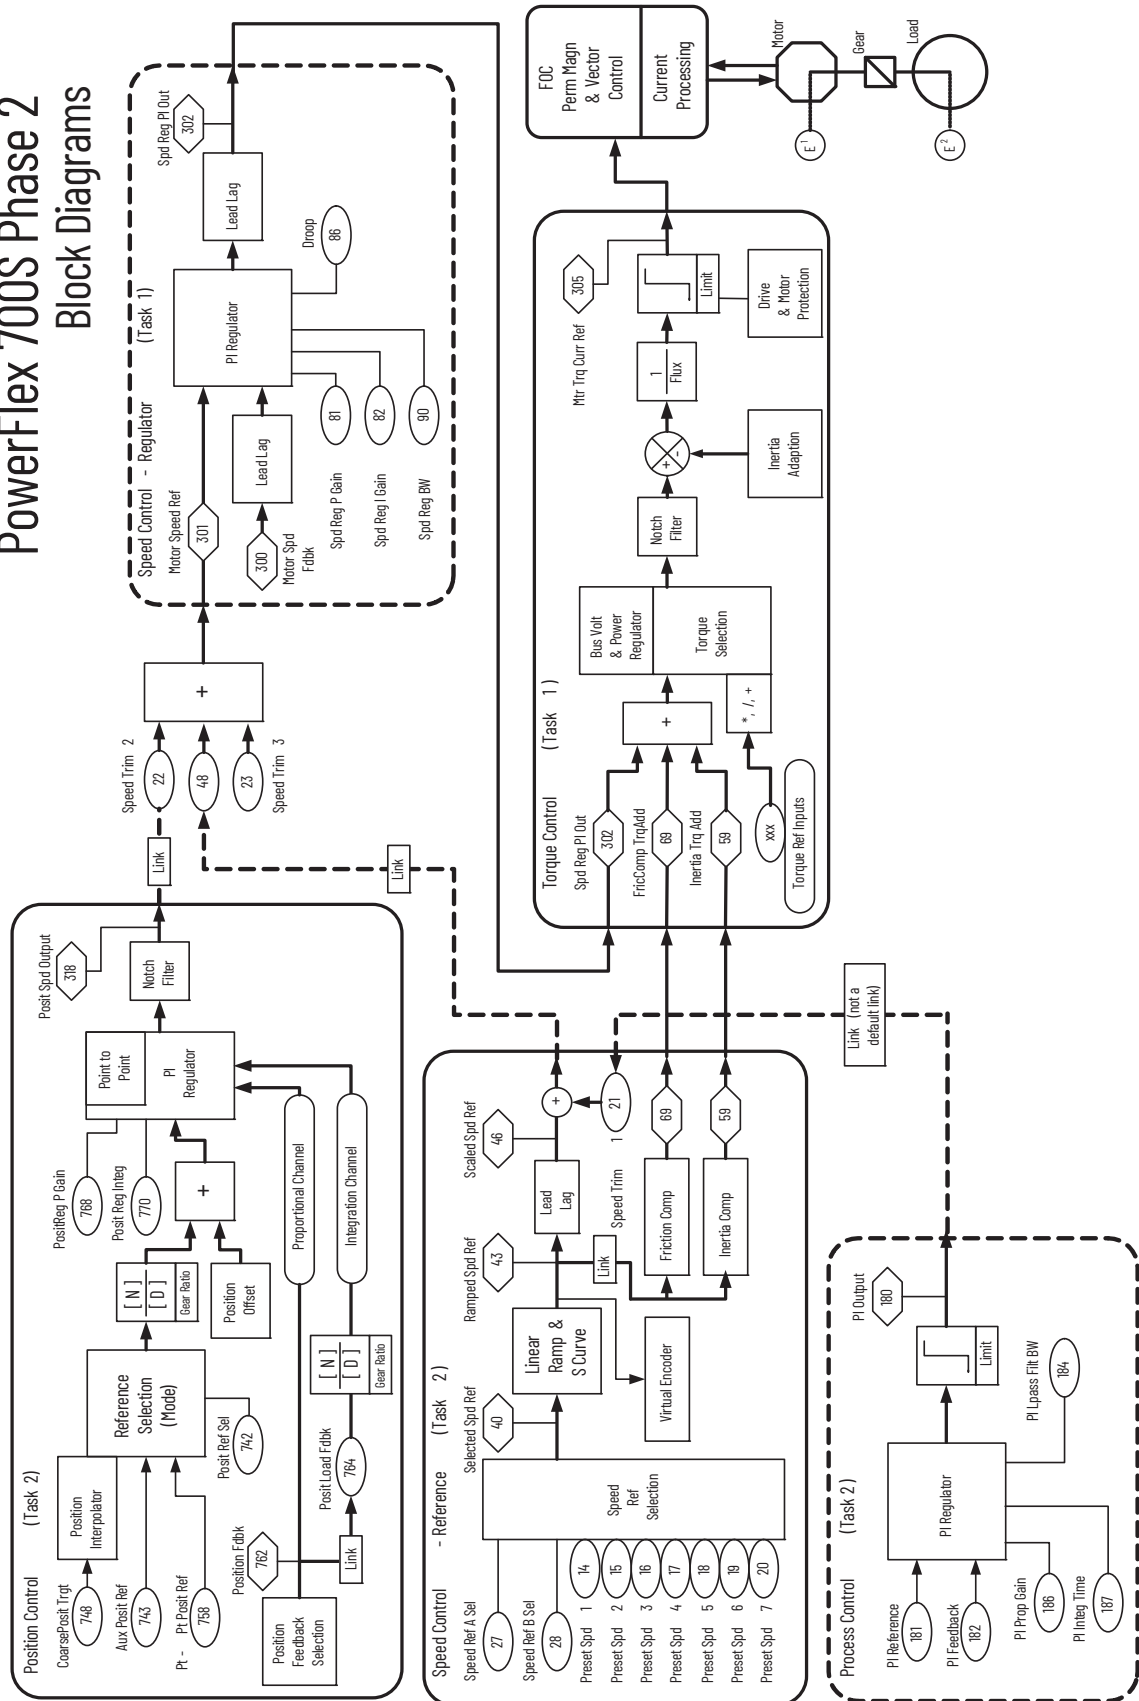 PowerFlex 700S Phase 2
Block Diagrams
Position Control (Task 2)
CoarsePosit Trgt
748
Position
Interpolator
Aux Posit Ref
743
Pt - Pt Posit Ref
758
Reference
Selection
(Mode)
Posit Ref Sel
742
[ N ]
[ D ]
Gear Ratio
Position
Offset
+
PositReg P Gain
768
Posit Reg Integ
770
Point to
Point
PI
Regulator
Notch
Filter
Posit Spd Output
318
Position Fdbk
762
Position
Feedback
Selection
Link
Posit Load Fdbk
764
[ N ]
[ D ]
Gear Ratio
Proportional Channel
Integration Channel
Link
Link
Speed Trim 2
22
48
23
Speed Trim 3
+
Speed Control - Regulator (Task 1)
Motor Speed Ref
301
300
Motor Spd
Fdbk
Lead Lag
PI Regulator
Lead Lag
Spd Reg PI Out
302
Spd Reg P Gain
81
Spd Reg I Gain
82
Spd Reg BW
90
Droop
86
Speed Control - Reference (Task 2)
Speed Ref A Sel
27
Speed Ref B Sel
28
Preset Spd 1
14
Preset Spd 2
15
Preset Spd 3
16
Preset Spd 4
17
Preset Spd 5
18
Preset Spd 6
19
Preset Spd 7
20
Speed
Ref
Selection
Selected Spd Ref
40
Linear
Ramp &
S Curve
Virtual Encoder
Ramped Spd Ref
43
Link
Lead
Lag
Scaled Spd Ref
46
+
Speed Trim 1
21
Friction Comp
69
Inertia Comp
59
Torque Control (Task 1)
Spd Reg PI Out
302
FricComp TrqAdd
69
Inertia Trq Add
59
xxx
Torque Ref Inputs
+
*, /, +
Bus Volt
& Power
Regulator
Torque
Selection
Notch
Filter
+ -
Inertia
Adaption
1
Flux
Limit
Mtr Trq Curr Ref
305
Drive
& Motor
Protection
FOC
Perm Magn
& Vector
Control
Current
Processing
Motor
Gear
Load
E 1
E 2
Process Control (Task 2)
PI Reference
181
PI Feedback
182
PI Prop Gain
186
PI Integ Time
187
PI Regulator
PI Lpass Filt BW
184
Limit
PI Output
180
Link (not a
default link)